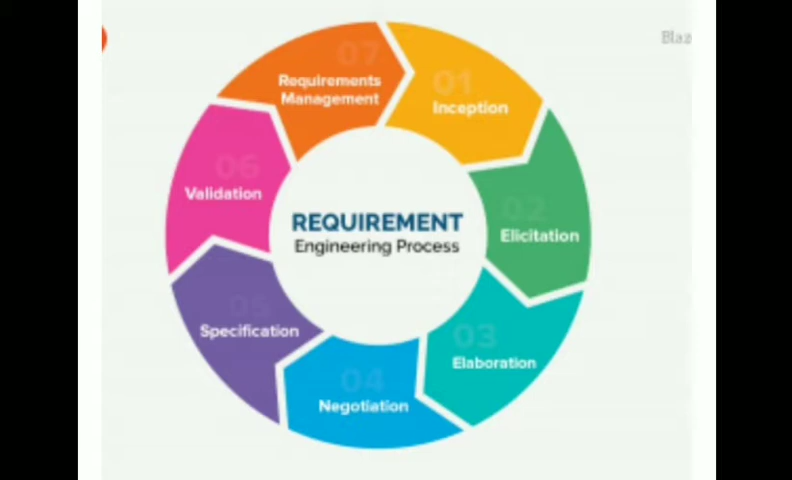 REQUIREMENT
Engineering Process
01
Inception
02
Elicitation
03
Elaboration
04
Negotiation
05
Specification
06
Validation
07
Requirements
Management